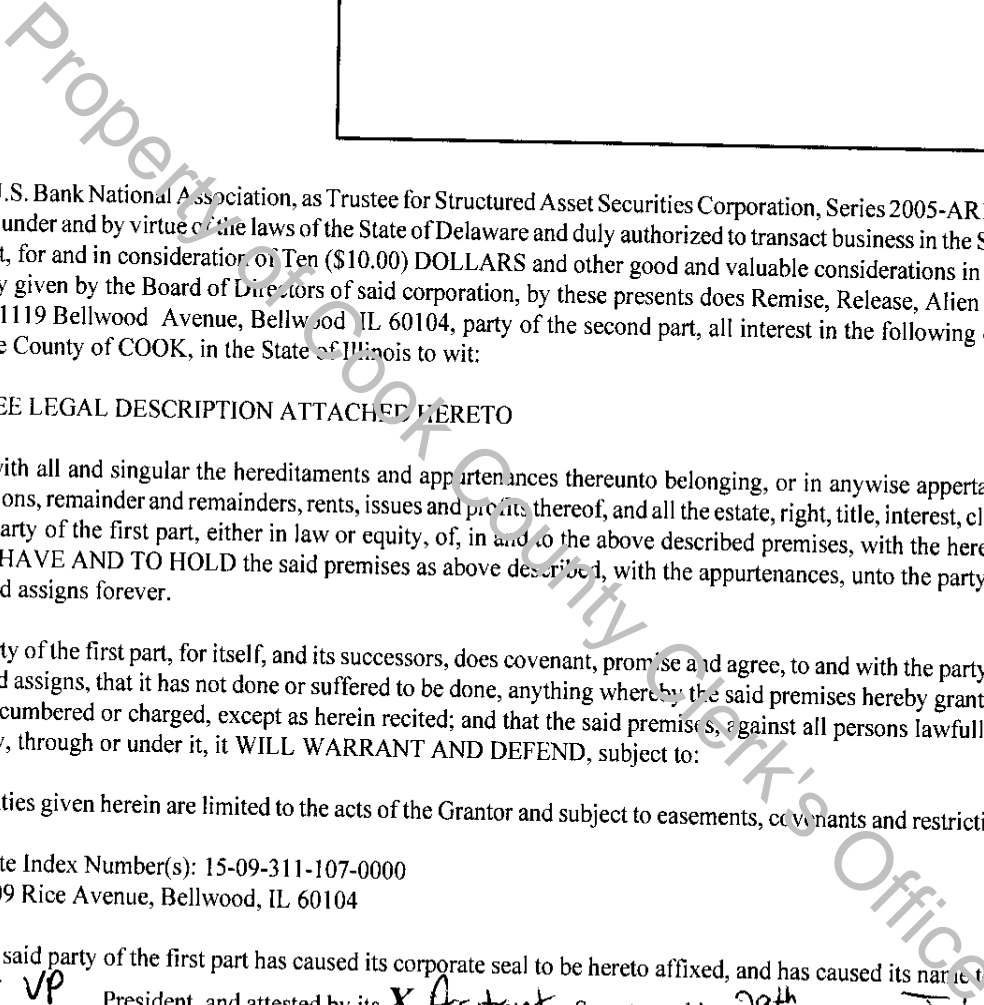 .S. Bank National Association, as Trustee for Structured Asset Securities Corporation, Series 2005-AR
under and by virtue of the laws of the State of Delaware and duly authorized to transact business in the S
, for and in consideration of Ten ($10.00) DOLLARS and other good and valuable considerations in
y given by the Board of Directors of said corporation, by these presents does Remise, Release, Alien
1119 Bellwood Avenue, Bellwood IL 60104, party of the second part, all interest in the following
e County of COOK, in the State of Illinois to wit:
EE LEGAL DESCRIPTION ATTACHED HERETO
with all and singular the hereditaments and appurtenances thereunto belonging, or in anywise apperta
ons, remainder and remainders, rents, issues and profits thereof, and all the estate, right, title, interest, cl
arty of the first part, either in law or equity, of, in and to the above described premises, with the here
HAVE AND TO HOLD the said premises as above described, with the appurtenances, unto the party
d assigns forever.
ty of the first part, for itself, and its successors, does covenant, promise and agree, to and with the party
d assigns, that it has not done or suffered to be done, anything whereby the said premises hereby grant
cumbered or charged, except as herein recited; and that the said premises, against all persons lawfull
y, through or under it, it WILL WARRANT AND DEFEND, subject to:
ties given herein are limited to the acts of the Grantor and subject to easements, covenants and restricti
te Index Number(s): 15-09-311-107-0000
09 Rice Avenue, Bellwood, IL 60104
said party of the first part has caused its corporate seal to be hereto affixed, and has caused its name t
VP
President, and attested by its X
Property of Cook County Clerk's Office